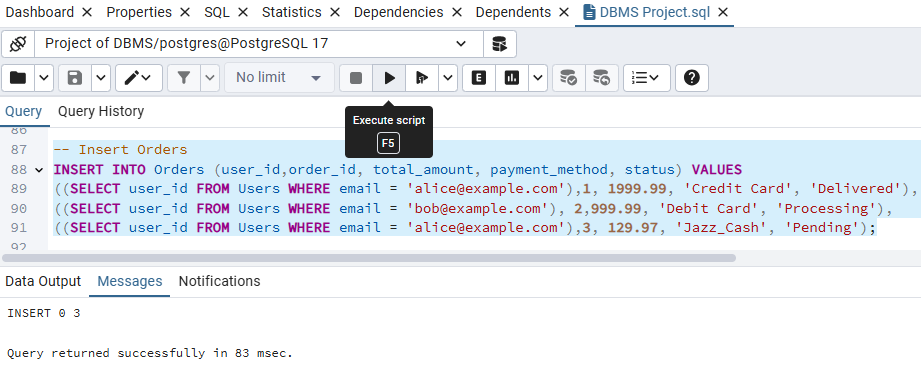 Dashboard Properties SQL Statistics Dependencies Dependents DBMS Project.sql
Project of DBMS/postgres@PostgreSQL 17
No limit
Execute script
F5
Query Query History
86
87 -- Insert Orders
88 INSERT INTO Orders (user_id,order_id, total_amount, payment_method, status) VALUES
89 ((SELECT user_id FROM Users WHERE email = 'alice@example.com'),1, 1999.99, 'Credit Card', 'Delivered'),
90 ((SELECT user_id FROM Users WHERE email = 'bob@example.com'), 2,999.99, 'Debit Card', 'Processing'),
91 ((SELECT user_id FROM Users WHERE email = 'alice@example.com'),3, 129.97, 'Jazz_Cash', 'Pending');
92
Data Output Messages Notifications
INSERT 0 3
Query returned successfully in 83 msec.